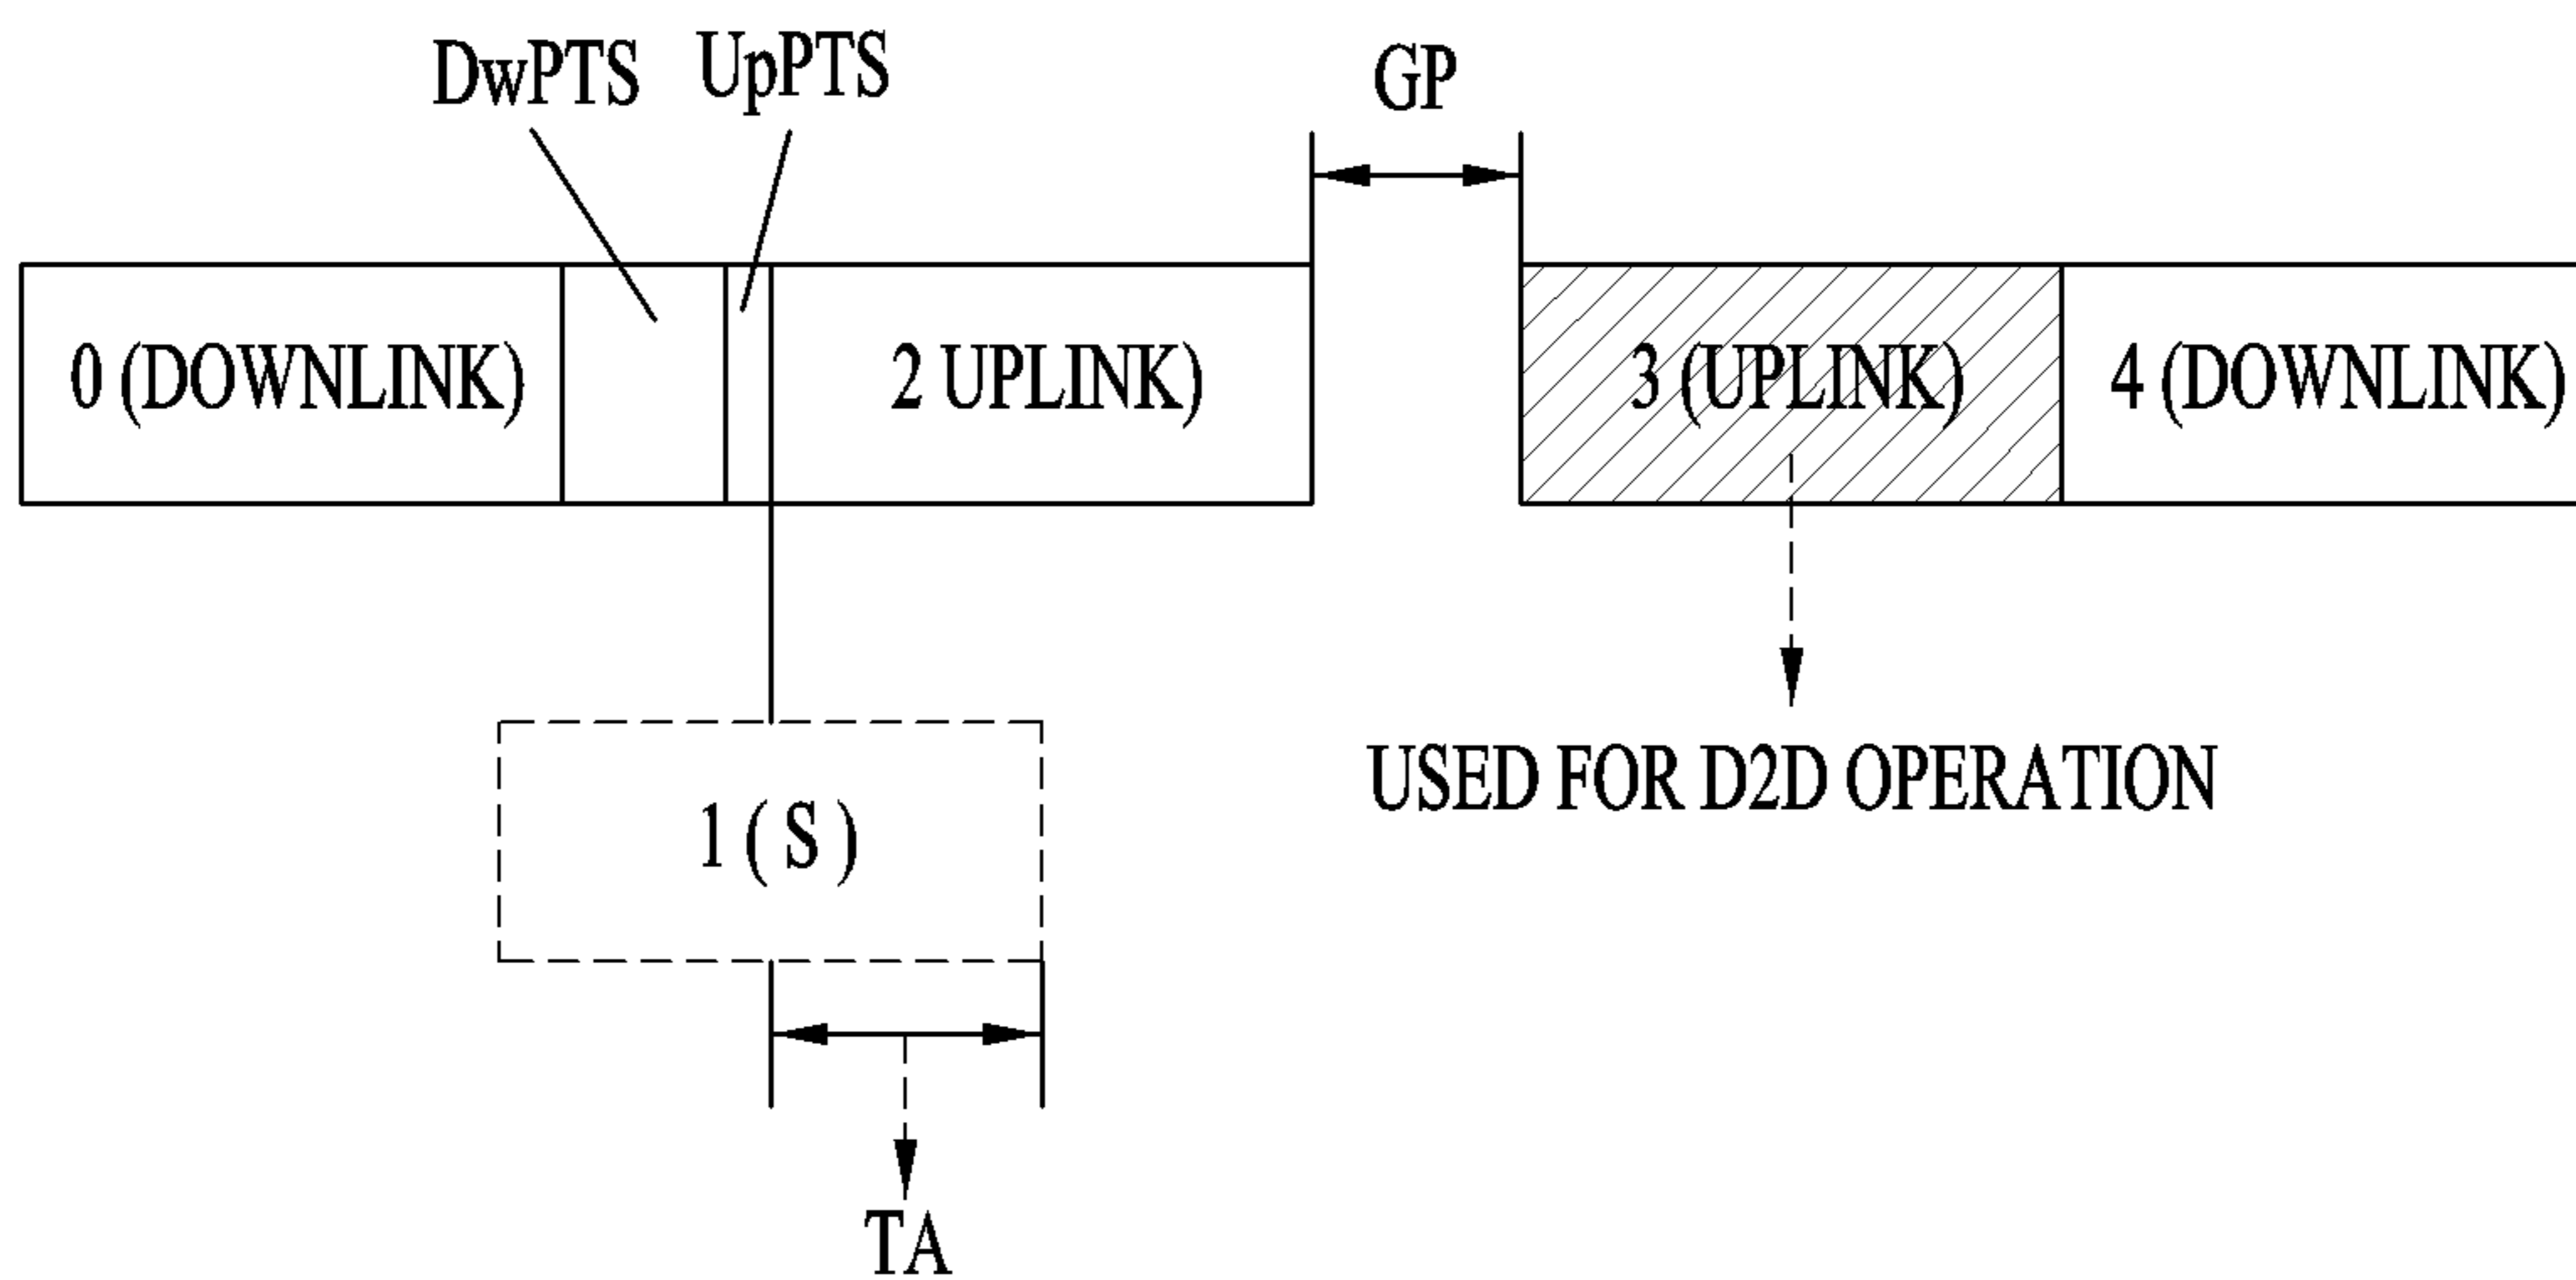 DwPTS UpPTS GP
0 (DOWNLINK) 2 UPLINK) 3 (UPLINK) 4 (DOWNLINK)
USED FOR D2D OPERATION
1 ( S )
TA